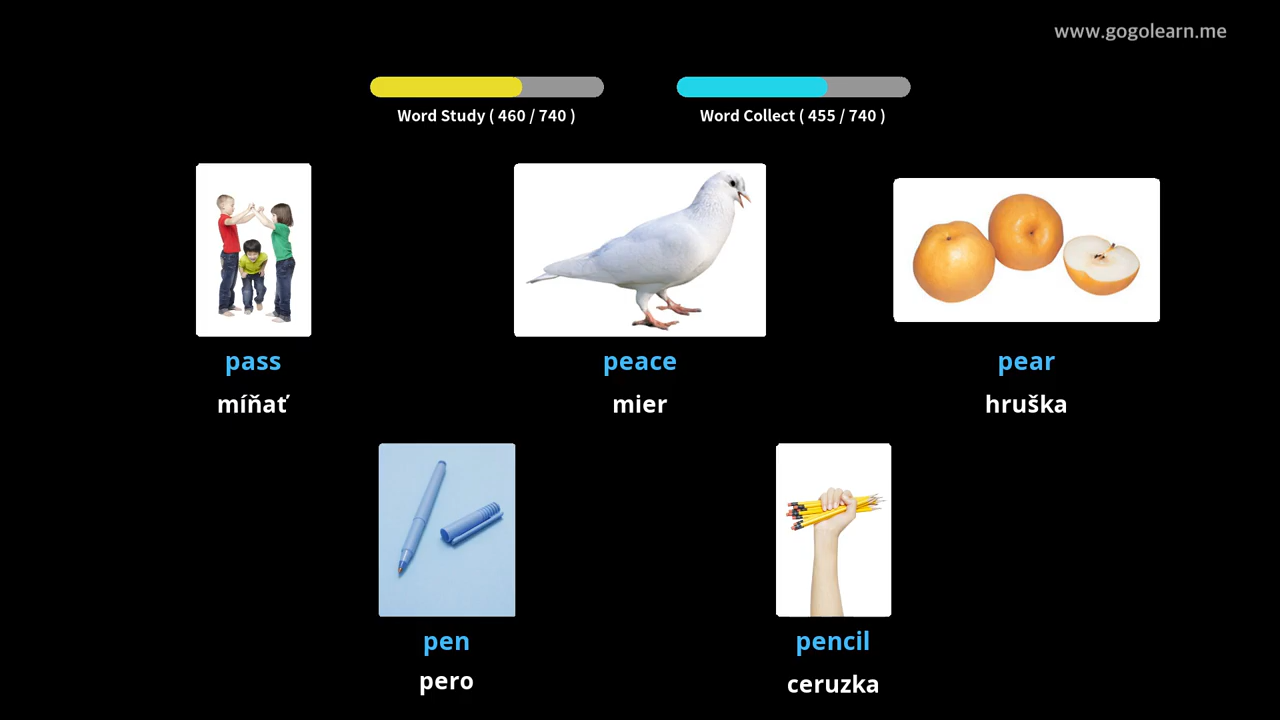 www.gogolearn.me
Word Study ( 460 / 740 )
Word Collect ( 455 / 740 )
pass
míňať
peace
mier
pear
hruška
pen
pero
pencil
ceruzka